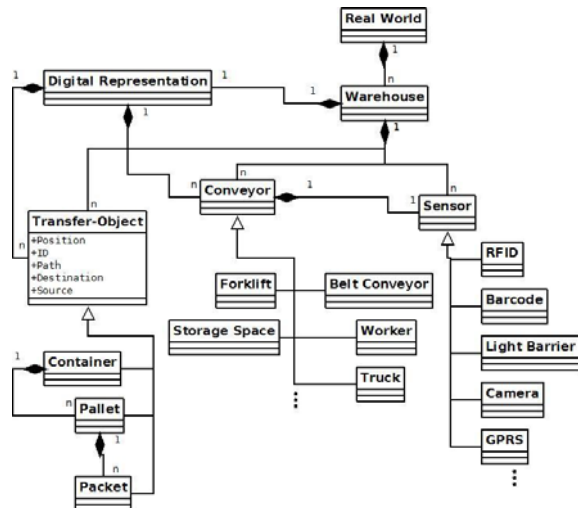 Real World
1
1
Digital Representation
1
1
n
1
Warehouse
1
1
n
n
n
n
Conveyor
1
1
Sensor
Transfer-Object
+Position
+ID
+Path
+Destination
+Source
n
RFID
Forklift
Belt Conveyor
Barcode
Storage Space
Worker
Light Barrier
1
Container
Truck
Camera
n
Pallet
1
GPRS
n
Packet